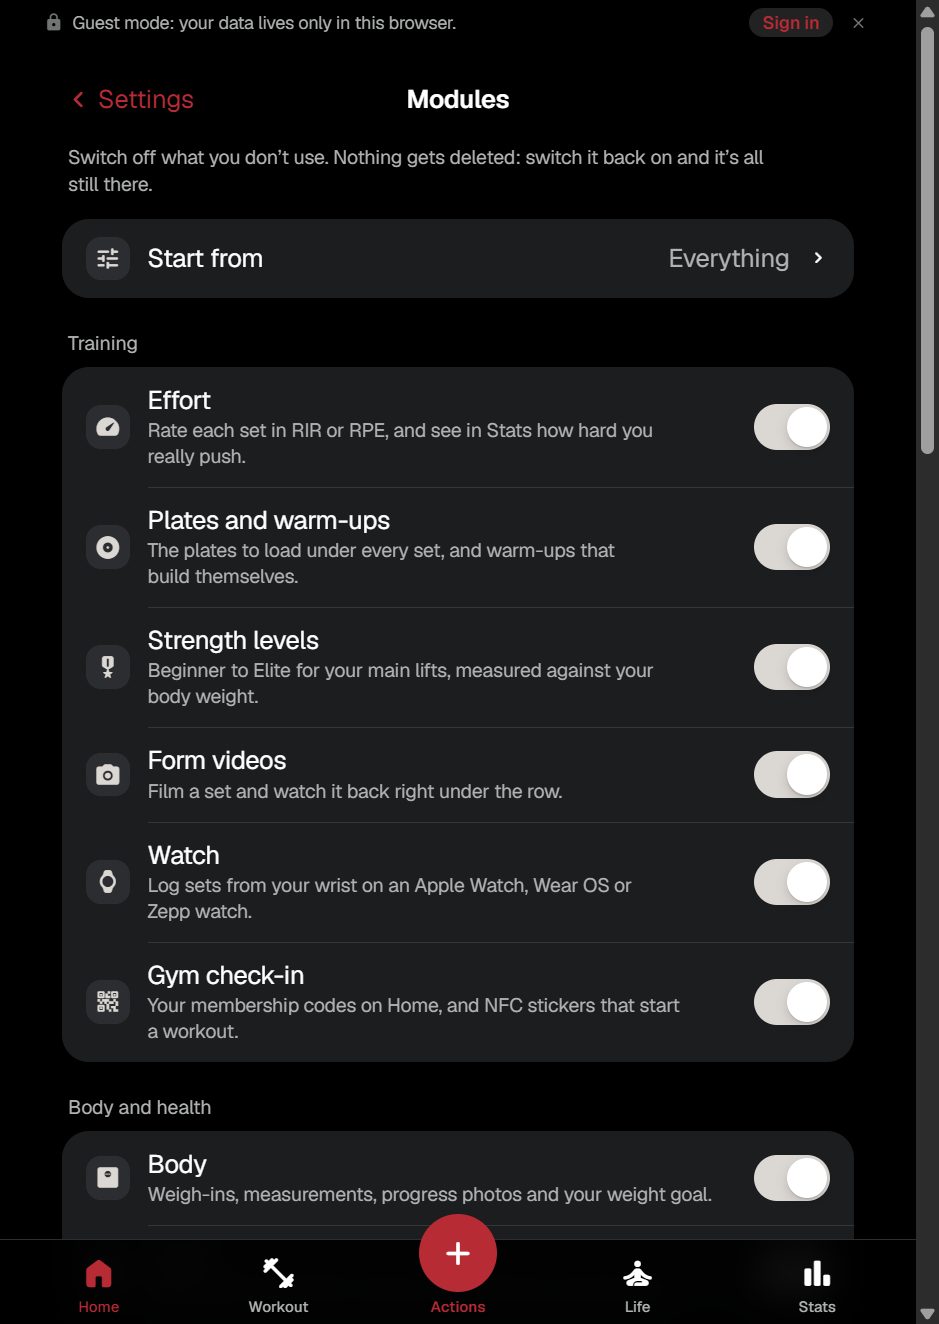 Guest mode: your data lives only in this browser.
Sign in
Settings
Modules
Switch off what you don’t use. Nothing gets deleted: switch it back on and it’s all
still there.
Start from
Everything
Training
Effort
Rate each set in RIR or RPE, and see in Stats how hard you
really push.
Plates and warm-ups
The plates to load under every set, and warm-ups that
build themselves.
Strength levels
Beginner to Elite for your main lifts, measured against your
body weight.
Form videos
Film a set and watch it back right under the row.
Watch
Log sets from your wrist on an Apple Watch, Wear OS or
Zepp watch.
Gym check-in
Your membership codes on Home, and NFC stickers that start
a workout.
Body and health
Body
Weigh-ins, measurements, progress photos and your weight goal.
Home
Workout
Actions
Life
Stats